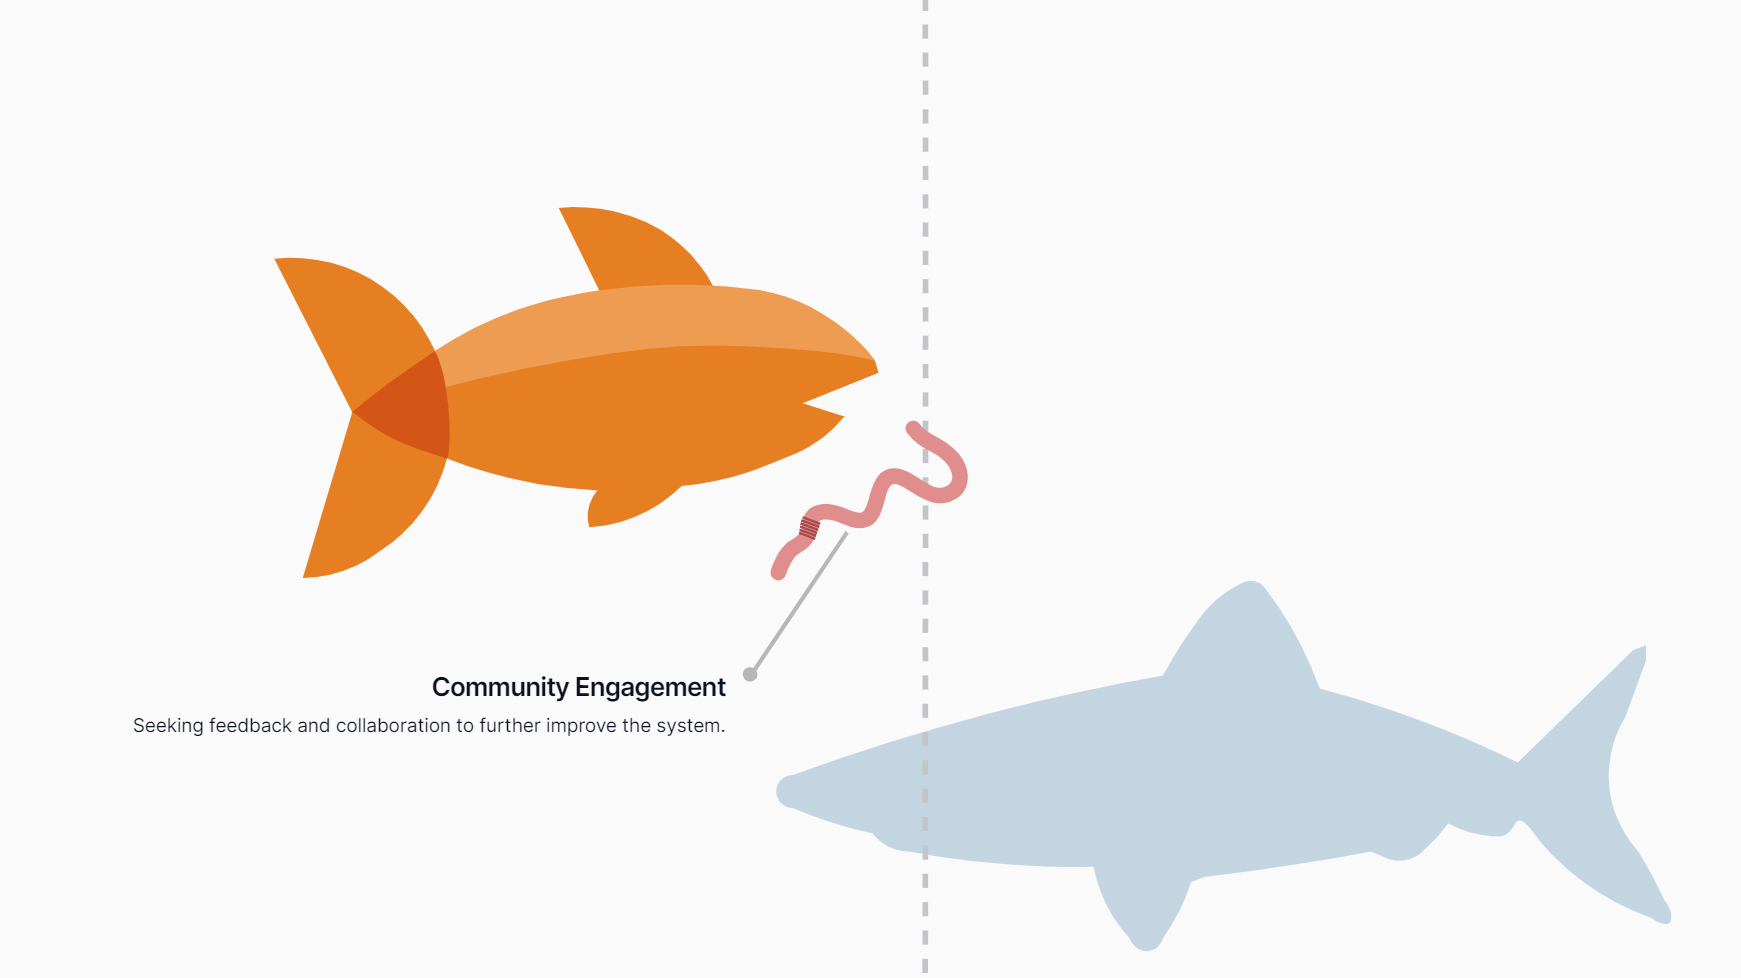 Community Engagement
Seeking feedback and collaboration to further improve the system.